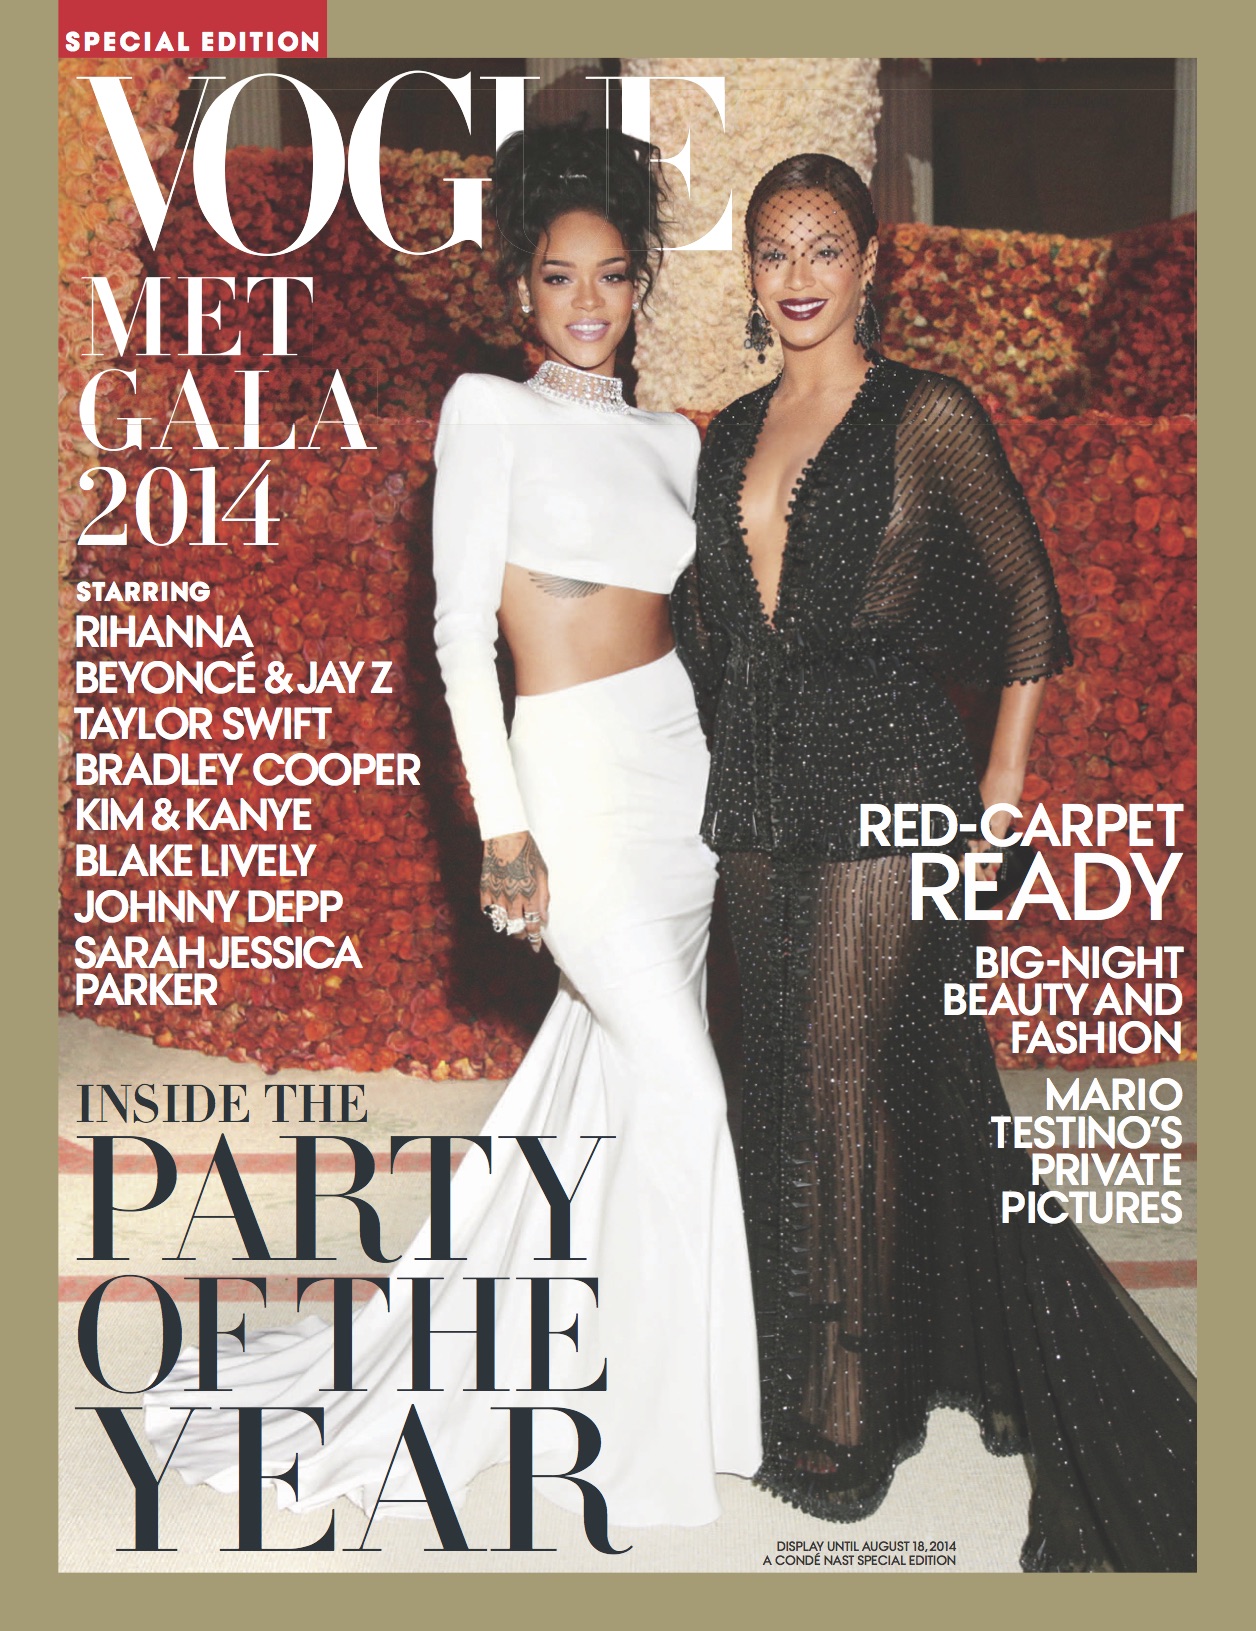 SPECIAL EDITION
VOGUE
MET
GALA
2014
STARRING
RIHANNA
BEYONCÉ & JAY Z
TAYLOR SWIFT
BRADLEY COOPER
KIM & KANYE
BLAKE LIVELY
JOHNNY DEPP
SARAH JESSICA
PARKER
RED-CARPET
READY
BIG-NIGHT
BEAUTY AND
FASHION
MARIO
TESTINO'S
PRIVATE
PICTURES
INSIDE THE
PARTY
OF THE
YEAR
DISPLAY UNTIL AUGUST 18, 2014
A CONDÉ NAST SPECIAL EDITION